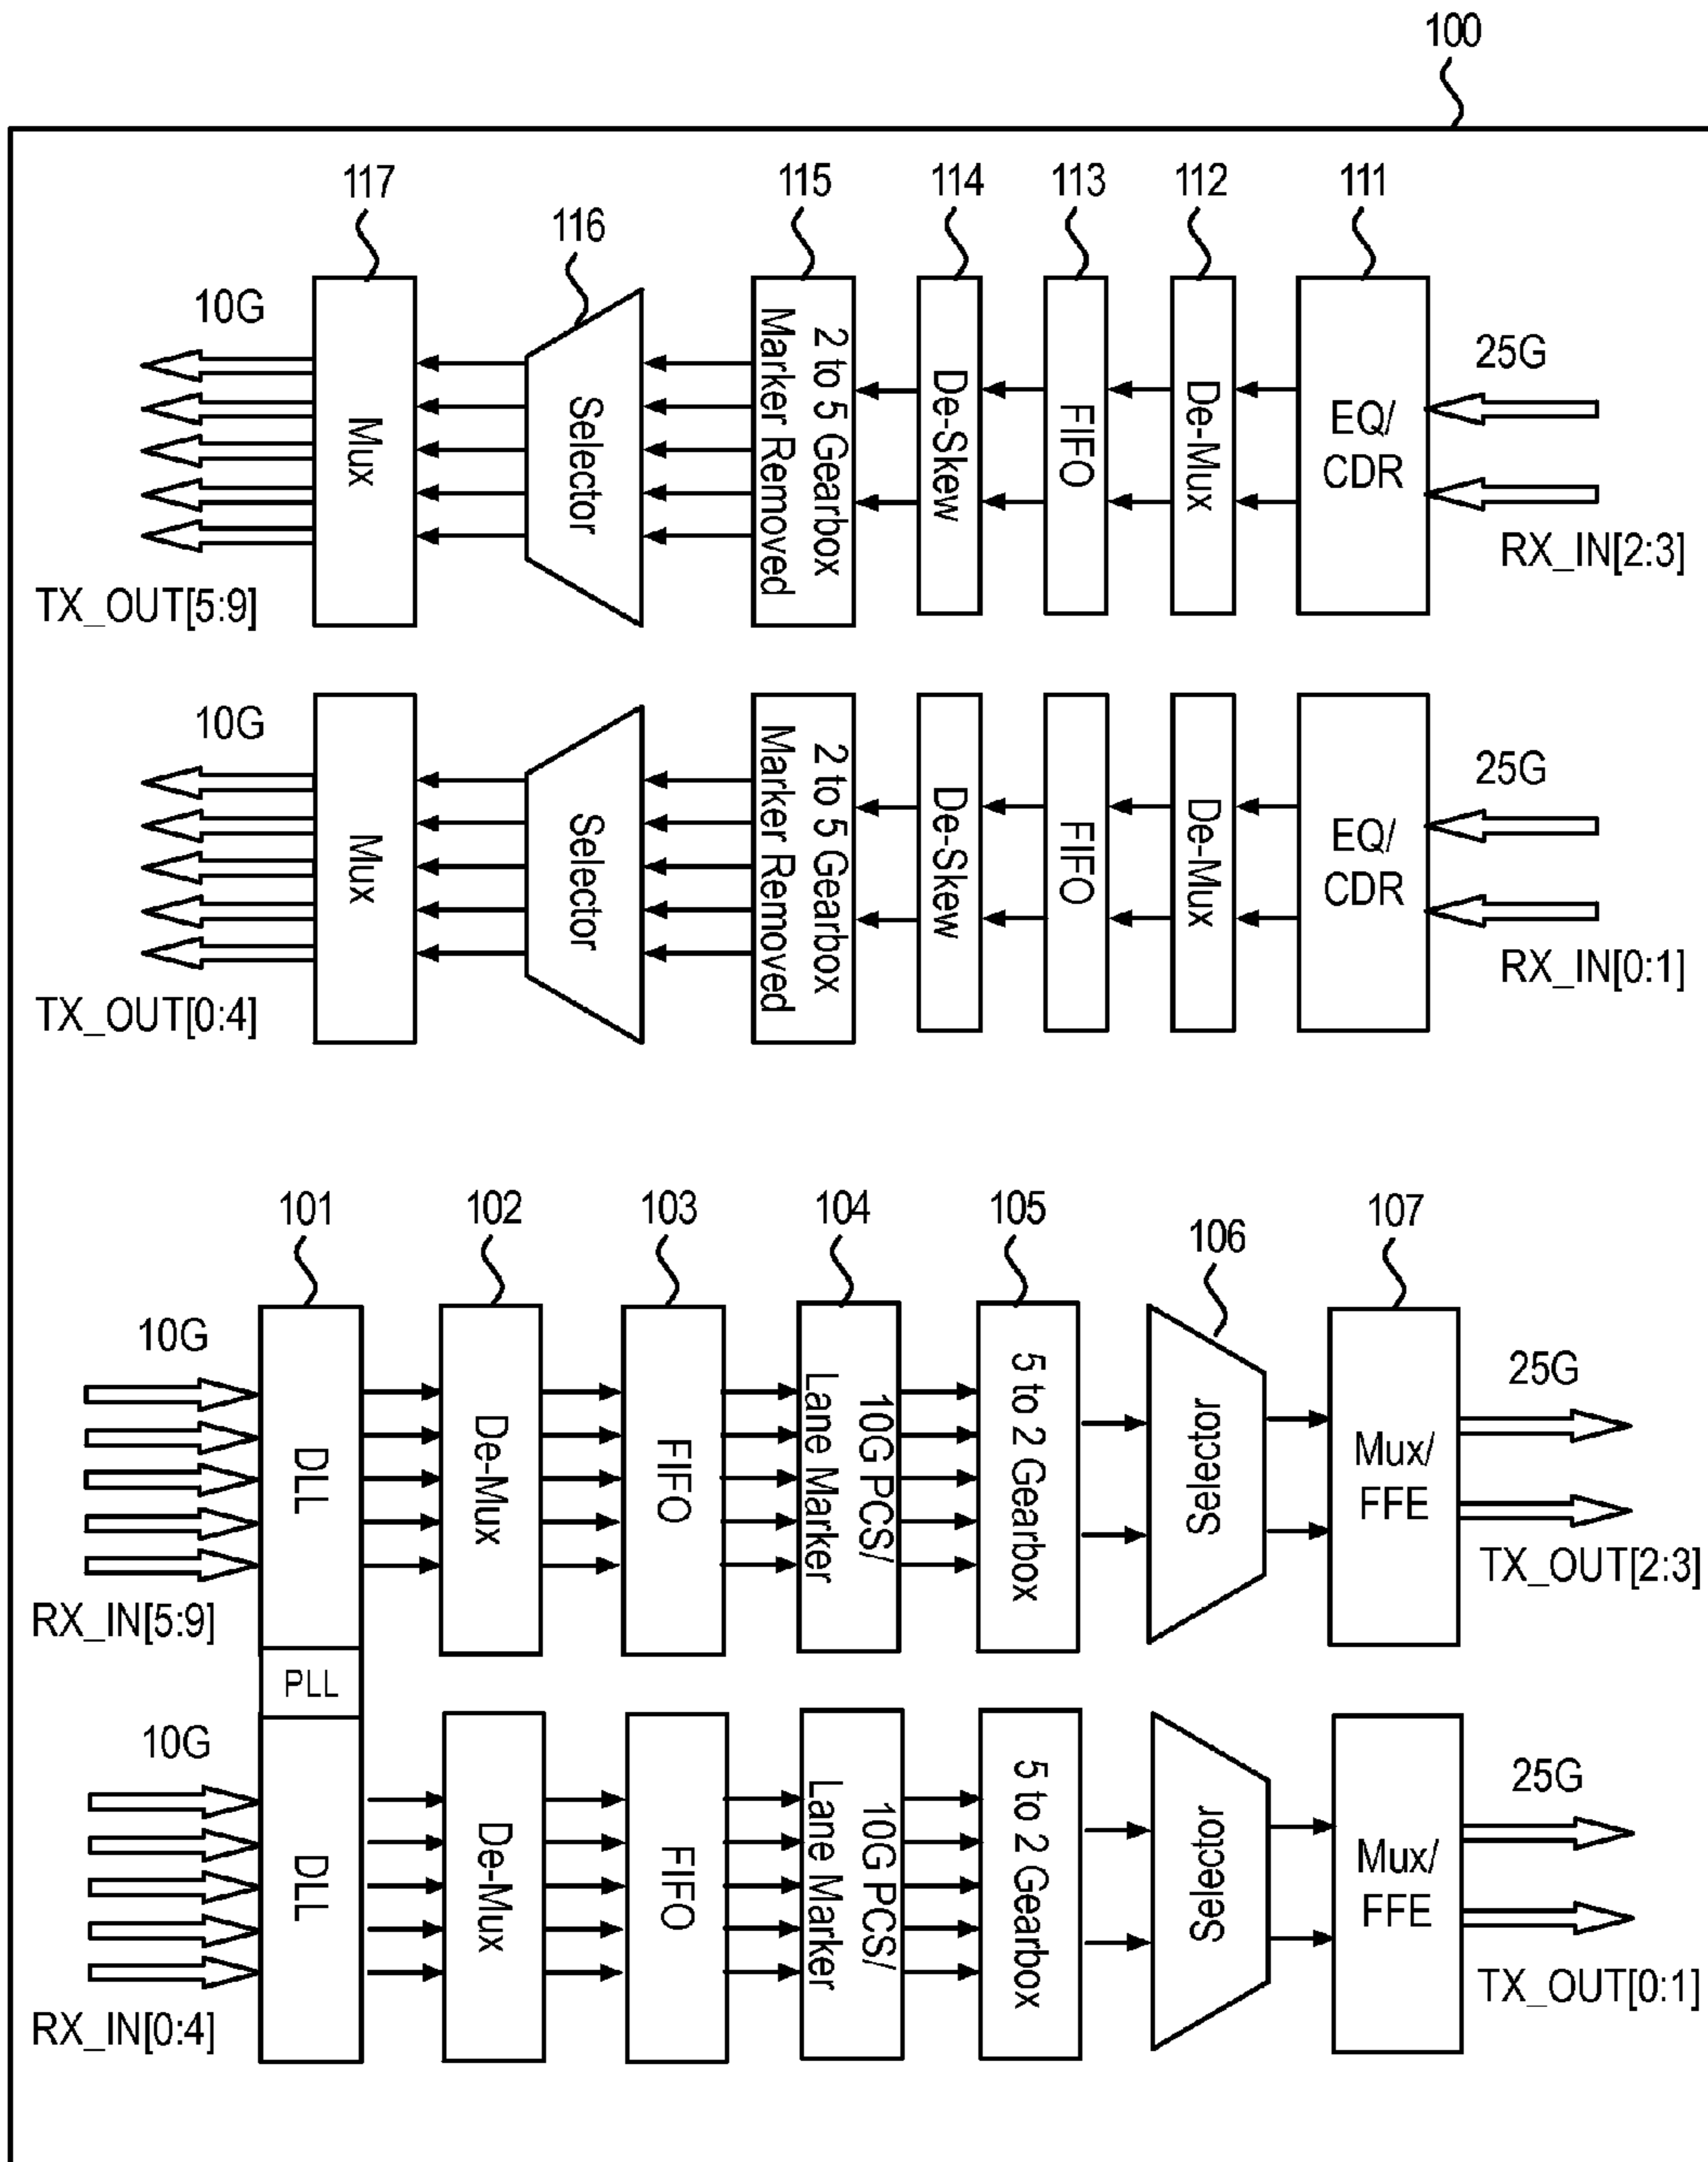 100
117
116
115
114
113
112
111
10G
Mux
Selector
2 to 5 Gearbox
Marker Removed
De-Skew
FIFO
De-Mux
EQ/
CDR
25G
RX_IN[2:3]
TX_OUT[5:9]
10G
Mux
Selector
2 to 5 Gearbox
Marker Removed
De-Skew
FIFO
De-Mux
EQ/
CDR
25G
RX_IN[0:1]
TX_OUT[0:4]
101
102
103
104
105
106
107
10G
DLL
De-Mux
FIFO
10G PCS/
Lane Marker
5 to 2 Gearbox
Selector
Mux/
FFE
25G
TX_OUT[2:3]
RX_IN[5:9]
PLL
10G
DLL
De-Mux
FIFO
10G PCS/
Lane Marker
5 to 2 Gearbox
Selector
Mux/
FFE
25G
TX_OUT[0:1]
RX_IN[0:4]